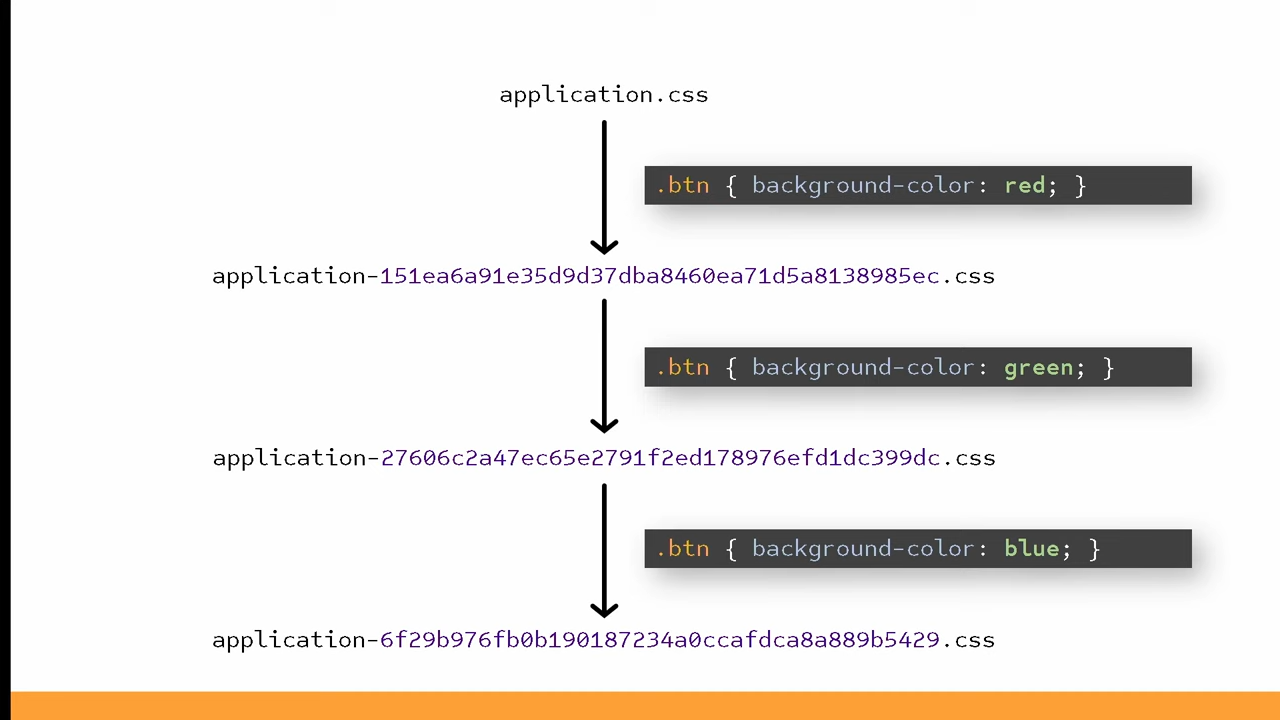 application.css
.btn { background-color: red; }
application-151ea6a91e35d9d37dba8460ea71d5a8138985ec.css
.btn { background-color: green; }
application-27606c2a47ec65e2791f2ed178976efd1dc399dc.css
.btn { background-color: blue; }
application-6f29b976fb0b190187234a0ccafdca8a889b5429.css